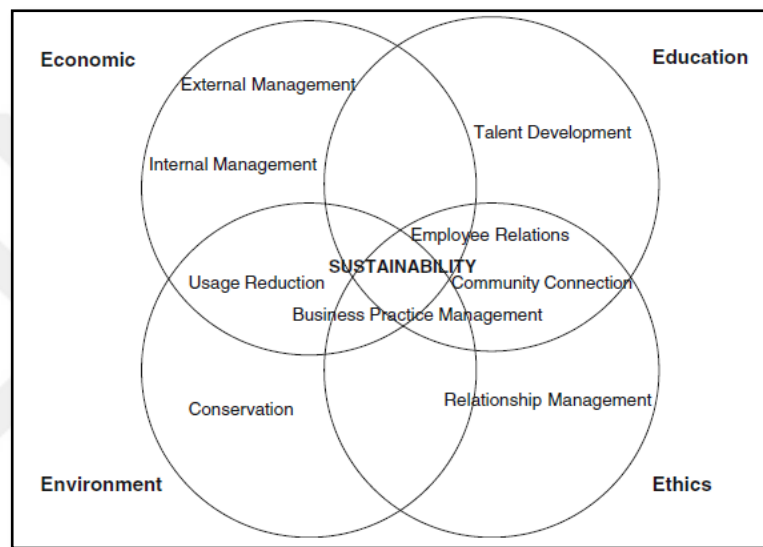 Economic
Education
External Management
Talent Development
Internal Management
Employee Relations
SUSTAINABILITY
Usage Reduction
Community Connection
Business Practice Management
Relationship Management
Conservation
Environment
Ethics